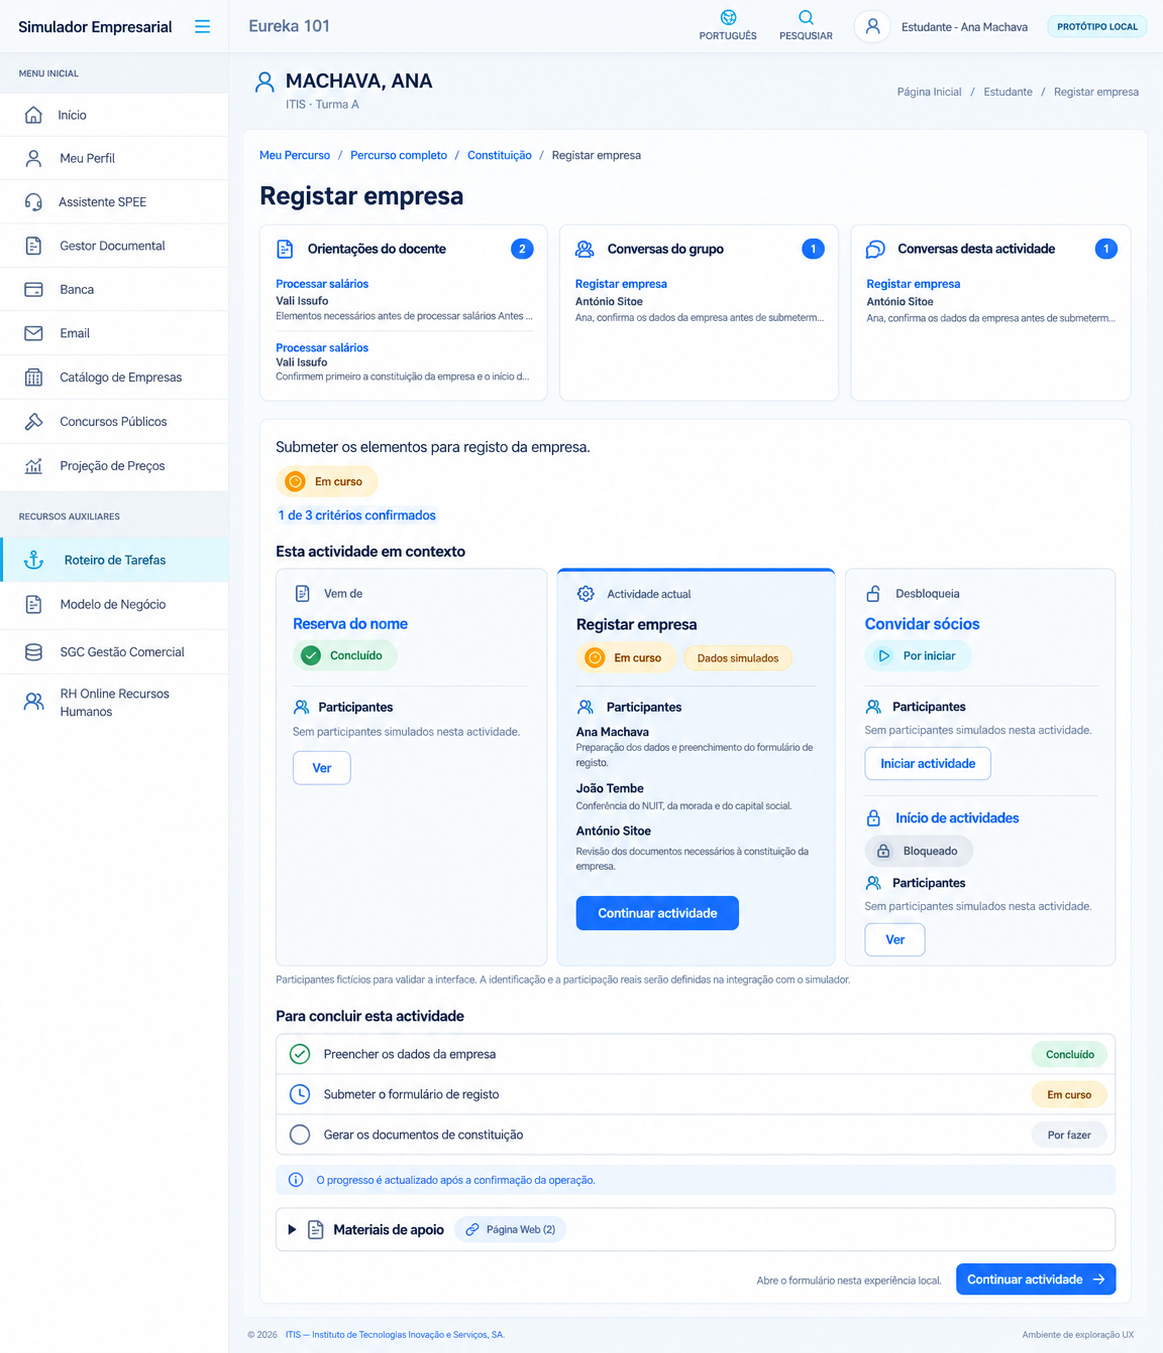 Simulador Empresarial
Eureka 101
PORTUGUÊS
PESQUISAR
Estudante - Ana Machava
PROTÓTIPO LOCAL
MENU INICIAL
Início
Meu Perfil
Assistente SPEE
Gestor Documental
Banca
Email
Catálogo de Empresas
Concursos Públicos
Projeção de Preços
RECURSOS AUXILIARES
Roteiro de Tarefas
Modelo de Negócio
SGC Gestão Comercial
RH Online Recursos
Humanos
MACHAVA, ANA
ITIS · Turma A
Página Inicial / Estudante / Registar empresa
Meu Percurso / Percurso completo / Constituição / Registar empresa
Registar empresa
Orientações do docente 2
Processar salários
Vali Issufo
Elementos necessários antes de processar salários Antes ...
Processar salários
Vali Issufo
Confirmem primeiro a constituição da empresa e o início d...
Conversas do grupo 1
Registar empresa
António Sitoe
Ana, confirma os dados da empresa antes de submeterm...
Conversas desta actividade 1
Registar empresa
António Sitoe
Ana, confirma os dados da empresa antes de submeterm...
Submeter os elementos para registo da empresa.
Em curso
1 de 3 critérios confirmados
Esta actividade em contexto
Vem de
Reserva do nome
Concluído
Participantes
Sem participantes simulados nesta actividade.
Ver
Actividade actual
Registar empresa
Em curso Dados simulados
Participantes
Ana Machava
Preparação dos dados e preenchimento do formulário de
registo.
João Tembe
Conferência do NUIT, da morada e do capital social.
António Sitoe
Revisão dos documentos necessários à constituição da
empresa.
Continuar actividade
Desbloqueia
Convidar sócios
Por iniciar
Participantes
Sem participantes simulados nesta actividade.
Iniciar actividade
Início de actividades
Bloqueado
Participantes
Sem participantes simulados nesta actividade.
Ver
Participantes fictícios para validar a interface. A identificação e a participação reais serão definidas na integração com o simulador.
Para concluir esta actividade
Preencher os dados da empresa Concluído
Submeter o formulário de registo Em curso
Gerar os documentos de constituição Por fazer
O progresso é actualizado após a confirmação da operação.
Materiais de apoio Página Web (2)
Abre o formulário nesta experiência local. Continuar actividade
© 2026 ITIS — Instituto de Tecnologias Inovação e Serviços, SA.
Ambiente de exploração UX